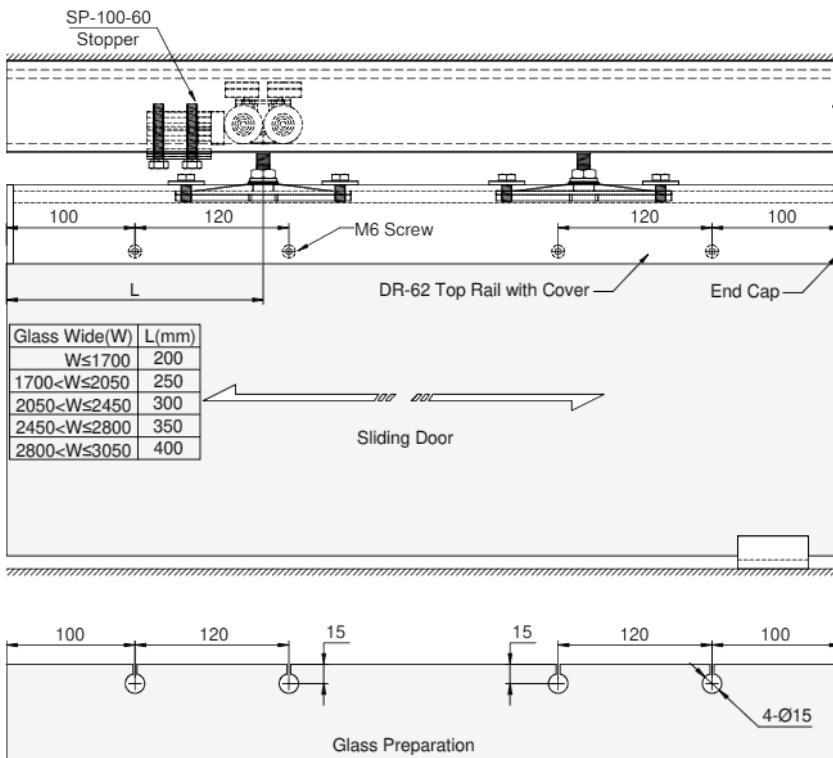 SP-100-60
Stopper
100 120 120 100
M6 Screw
L DR-62 Top Rail with Cover End Cap
Glass Wide(W) L(mm)
W≤1700 200
1700<W≤2050 250
2050<W≤2450 300
2450<W≤2800 350
2800<W≤3050 400
Sliding Door
100 120 15 15 120 100
4-Ø15
Glass Preparation